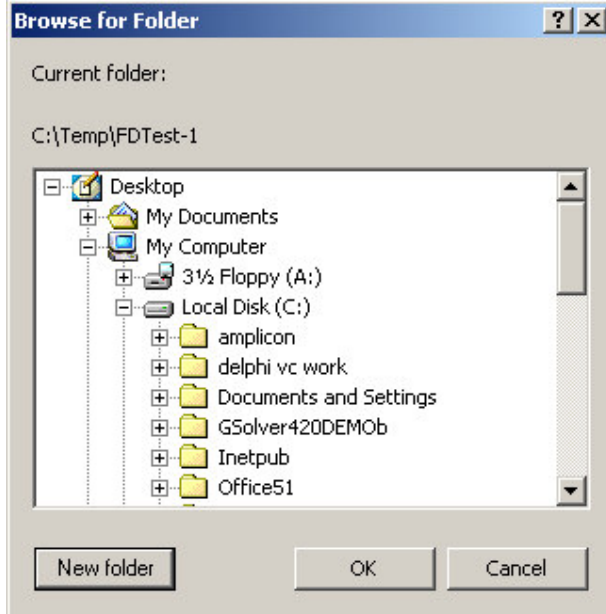 Browse for Folder
Current folder:
C:\Temp\FDTest-1
Desktop
My Documents
My Computer
3½ Floppy (A:)
Local Disk (C:)
amplicon
delphi vc work
Documents and Settings
GSolver420DEMOb
Inetpub
Office51
New folder OK Cancel